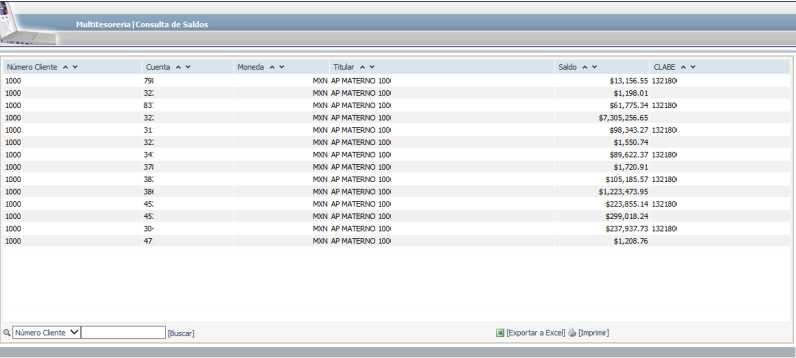 Multitesoreria|Consulta de Saldos
Número Cliente Cuenta Moneda Titular Saldo CLABE
1000 798 MXN AP MATERNO 100 $13,156.55 132180
1000 32 MXN AP MATERNO 100 $1,198.01
1000 83 MXN AP MATERNO 100 $61,775.34 132180
1000 32 MXN AP MATERNO 100 $7,305,256.65
1000 31 MXN AP MATERNO 100 $98,343.27 132180
1000 32 MXN AP MATERNO 100 $1,550.74
1000 34 MXN AP MATERNO 100 $89,622.37 132180
1000 37 MXN AP MATERNO 100 $1,720.91
1000 38 MXN AP MATERNO 100 $105,185.57 132180
1000 38 MXN AP MATERNO 100 $1,223,473.95
1000 45 MXN AP MATERNO 100 $223,855.14 132180
1000 45 MXN AP MATERNO 100 $299,018.24
1000 30 MXN AP MATERNO 100 $237,937.73 132180
1000 47 MXN AP MATERNO 100 $1,208.76
Número Cliente [Buscar] [Exportar a Excel] [Imprimir]